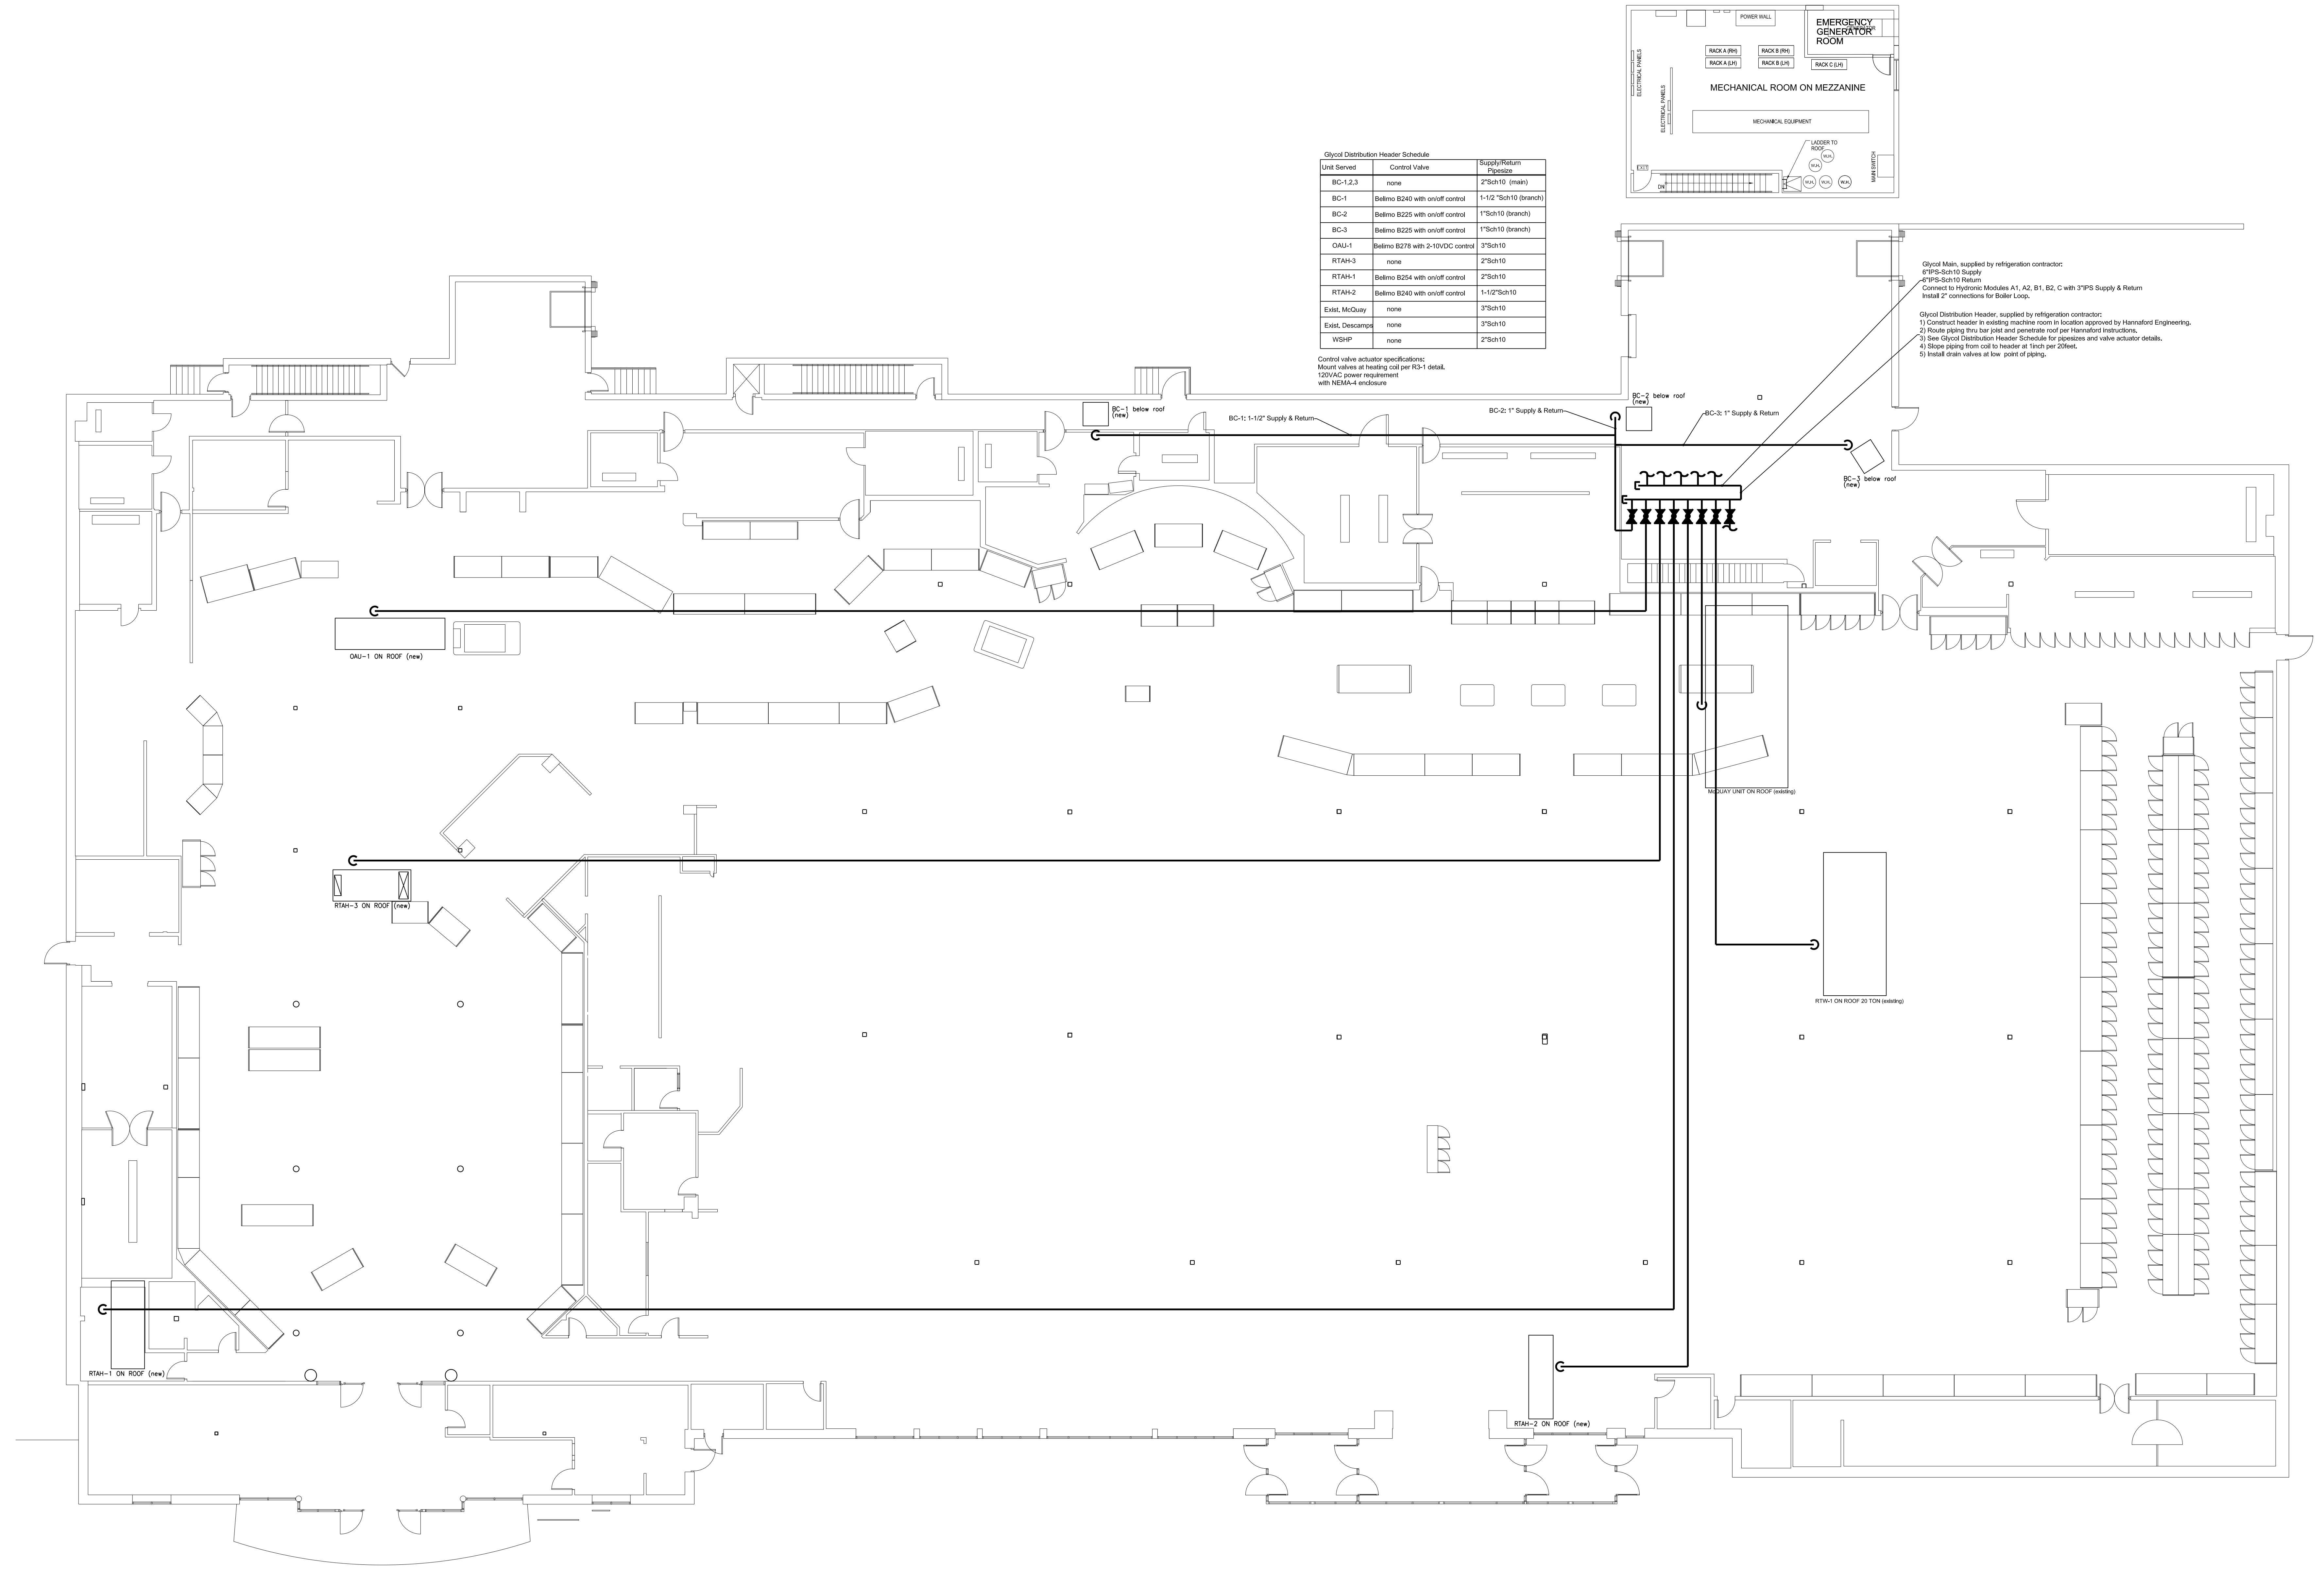 POWER WALL
EMERGENCY
GENERATOR
GENERATOR
ROOM
RACK A (RH)
RACK B (RH)
RACK A (LH)
RACK B (LH)
RACK C (LH)
ELECTRICAL PANELS
ELECTRICAL PANELS
MECHANICAL ROOM ON MEZZANINE
MECHANICAL EQUIPMENT
LADDER TO
ROOF
W.H.
W.H.
W.H.
W.H.
W.H.
MAIN SWITCH
EXIT
DN
Glycol Distribution Header Schedule
Unit Served Control Valve Supply/Return
Pipesize
BC-1,2,3 none 2"Sch10 (main)
BC-1 Belimo B240 with on/off control 1-1/2 "Sch10 (branch)
BC-2 Belimo B225 with on/off control 1"Sch10 (branch)
BC-3 Belimo B225 with on/off control 1"Sch10 (branch)
OAU-1 Belimo B278 with 2-10VDC control 3"Sch10
RTAH-3 none 2"Sch10
RTAH-1 Belimo B254 with on/off control 2"Sch10
RTAH-2 Belimo B240 with on/off control 1-1/2"Sch10
Exist. McQuay none 3"Sch10
Exist. Descamps none 3"Sch10
WSHP none 2"Sch10
Control valve actuator specifications:
Mount valves at heating coil per R3-1 detail.
120VAC power requirement
with NEMA-4 enclosure
Glycol Main, supplied by refrigeration contractor:
6"IPS-Sch10 Supply
6"IPS-Sch10 Return
Connect to Hydronic Modules A1, A2, B1, B2, C with 3"IPS Supply & Return
Install 2" connections for Boiler Loop.
Glycol Distribution Header, supplied by refrigeration contractor:
1) Construct header in existing machine room in location approved by Hannaford Engineering.
2) Route piping thru bar joist and penetrate roof per Hannaford Instructions.
3) See Glycol Distribution Header Schedule for pipesizes and valve actuator details.
4) Slope piping from coil to header at 1inch per 20feet.
5) Install drain valves at low point of piping.
BC-1 below roof
(new)
BC-1: 1-1/2" Supply & Return
BC-2: 1" Supply & Return
BC-2 below roof
(new)
BC-3: 1" Supply & Return
BC-3 below roof
(new)
OAU-1 ON ROOF (new)
McQUAY UNIT ON ROOF (existing)
RTAH-3 ON ROOF (new)
RTW-1 ON ROOF 20 TON (existing)
RTAH-1 ON ROOF (new)
RTAH-2 ON ROOF (new)